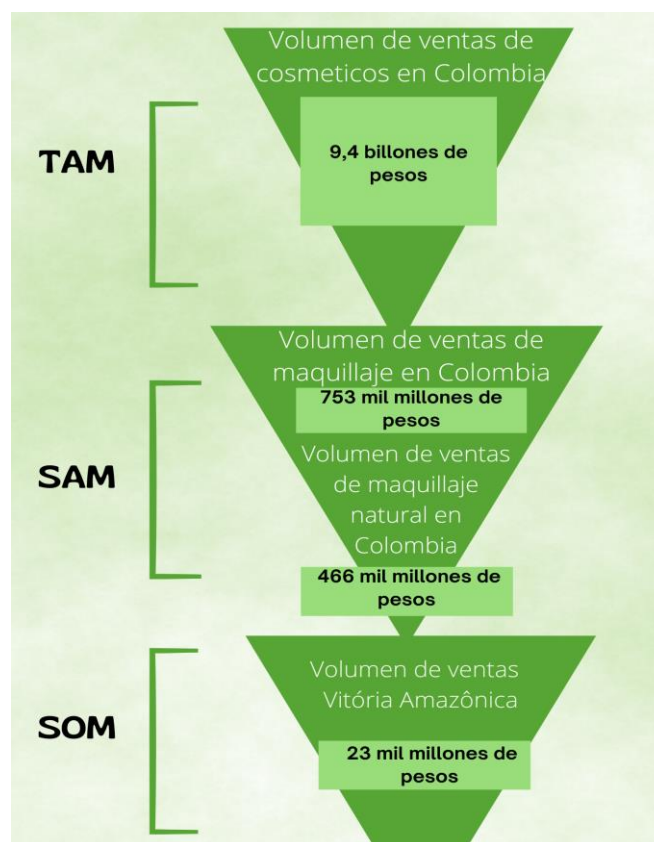 Volumen de ventas de
cosmeticos en Colombia
TAM
9,4 billones de
pesos
Volumen de ventas de
maquillaje en Colombia
753 mil millones de
pesos
SAM
Volumen de ventas
de maquillaje
natural en
Colombia
466 mil millones de
pesos
Volumen de ventas
Vitória Amazônica
SOM
23 mil millones de
pesos